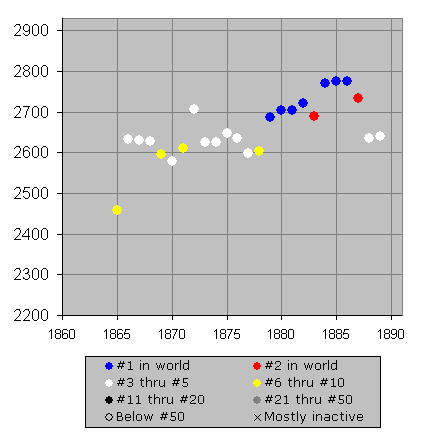 2900
2800
2700
2600
2500
2400
2300
2200
1860 1865 1870 1875 1880 1885 1890
#1 in world #2 in world
#3 thru #5 #6 thru #10
#11 thru #20 #21 thru #50
Below #50 Mostly inactive